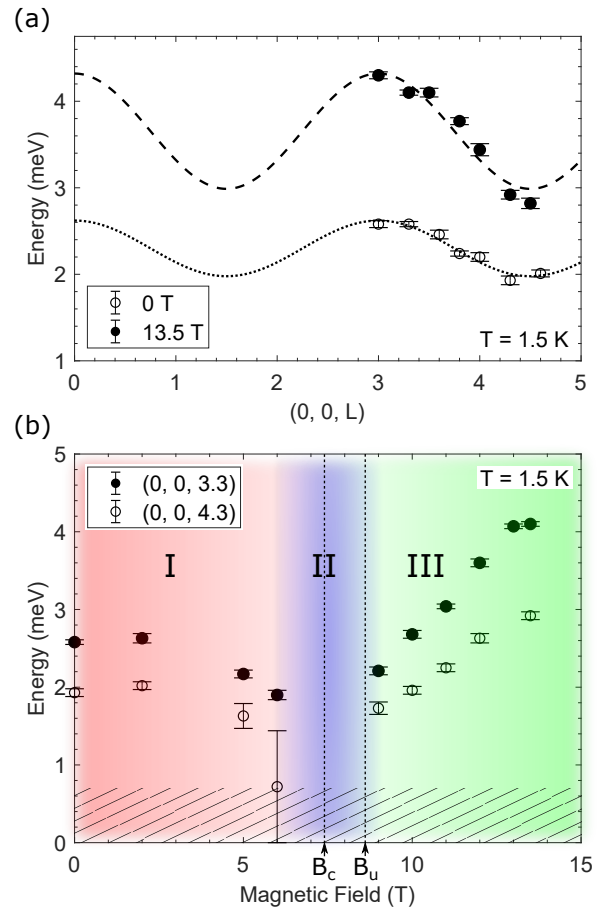 (a)
Energy (meV)
4
3
2
1
0 T
13.5 T
T = 1.5 K
0 1 2 3 4 5
(0, 0, L)
(b)
Energy (meV)
5
4
3
2
1
0
(0, 0, 3.3)
(0, 0, 4.3)
T = 1.5 K
I II III
0 5 10 15
Bc Bu
Magnetic Field (T)